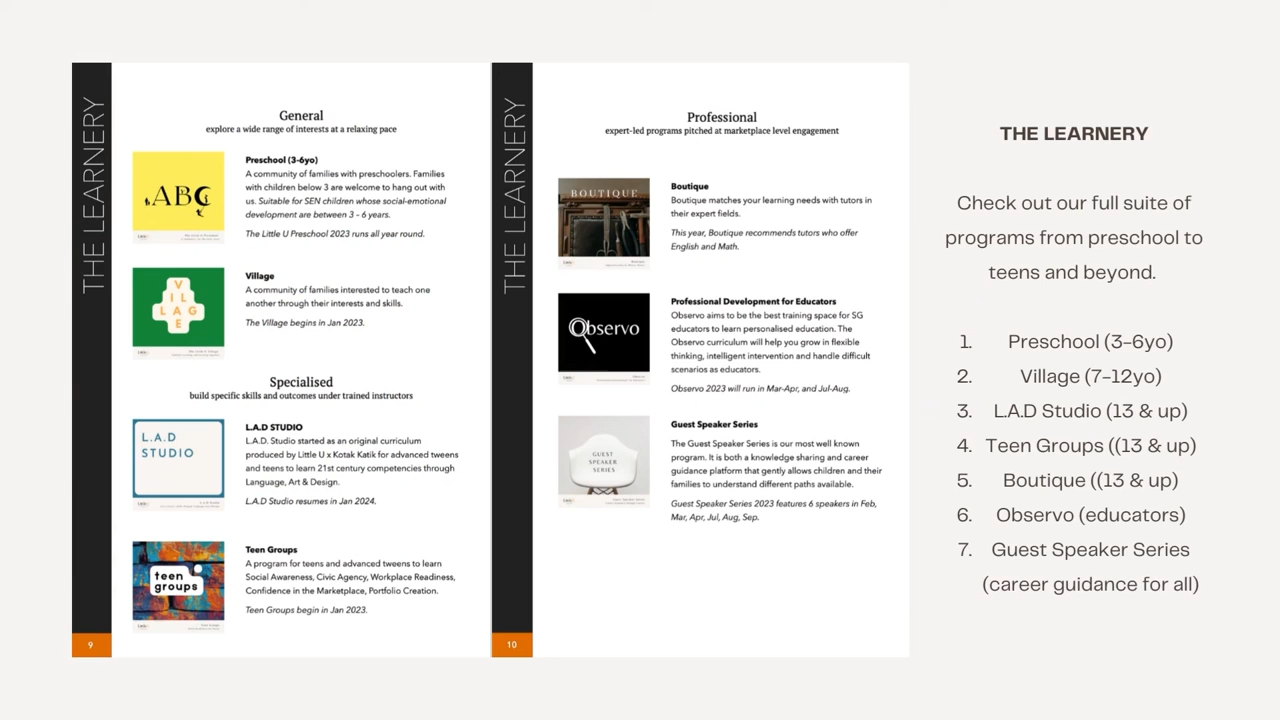 THE LEARNERY
General
explore a wide range of interests at a relaxing pace
ABC
Preschool (3-6yo)
A community of families with preschoolers. Families
with children below 3 are welcome to hang out with
us. Suitable for SEN children whose social-emotional
development are between 3 - 6 years.
The Little U Preschool 2023 runs all year round.
VILLAGE
VILLAGE
Village
A community of families interested to teach one
another through their interests and skills.
The Village begins in Jan 2023.
Specialised
build specific skills and outcomes under trained instructors
L.A.D
STUDIO
L.A.D STUDIO
L.A.D. Studio started as an original curriculum
produced by Little U x Kotak Katik for advanced tweens
and teens to learn 21st century competencies through
Language, Art & Design.
L.A.D Studio resumes in Jan 2024.
teen
groups
Teen Groups
A program for teens and advanced tweens to learn
Social Awareness, Civic Agency, Workplace Readiness,
Confidence in the Marketplace, Portfolio Creation.
Teen Groups begin in Jan 2023.
9
THE LEARNERY
Professional
expert-led programs pitched at marketplace level engagement
BOUTIQUE
Boutique
Boutique matches your learning needs with tutors in
their expert fields.
This year, Boutique recommends tutors who offer
English and Math.
Observo
Professional Development for Educators
Observo aims to be the best training space for SG
educators to learn personalised education. The
Observo curriculum will help you grow in flexible
thinking, intelligent intervention and handle difficult
scenarios as educators.
Observo 2023 will run in Mar-Apr, and Jul-Aug.
GUEST
SPEAKER
SERIES
Guest Speaker Series
The Guest Speaker Series is our most well known
program. It is both a knowledge sharing and career
guidance platform that gently allows children and their
families to understand different paths available.
Guest Speaker Series 2023 features 6 speakers in Feb,
Mar, Apr, Jul, Aug, Sep.
10
THE LEARNERY
Check out our full suite of
programs from preschool to
teens and beyond.
1. Preschool (3-6yo)
2. Village (7-12yo)
3. L.A.D Studio (13 & up)
4. Teen Groups ((13 & up)
5. Boutique ((13 & up)
6. Observo (educators)
7. Guest Speaker Series
(career guidance for all)